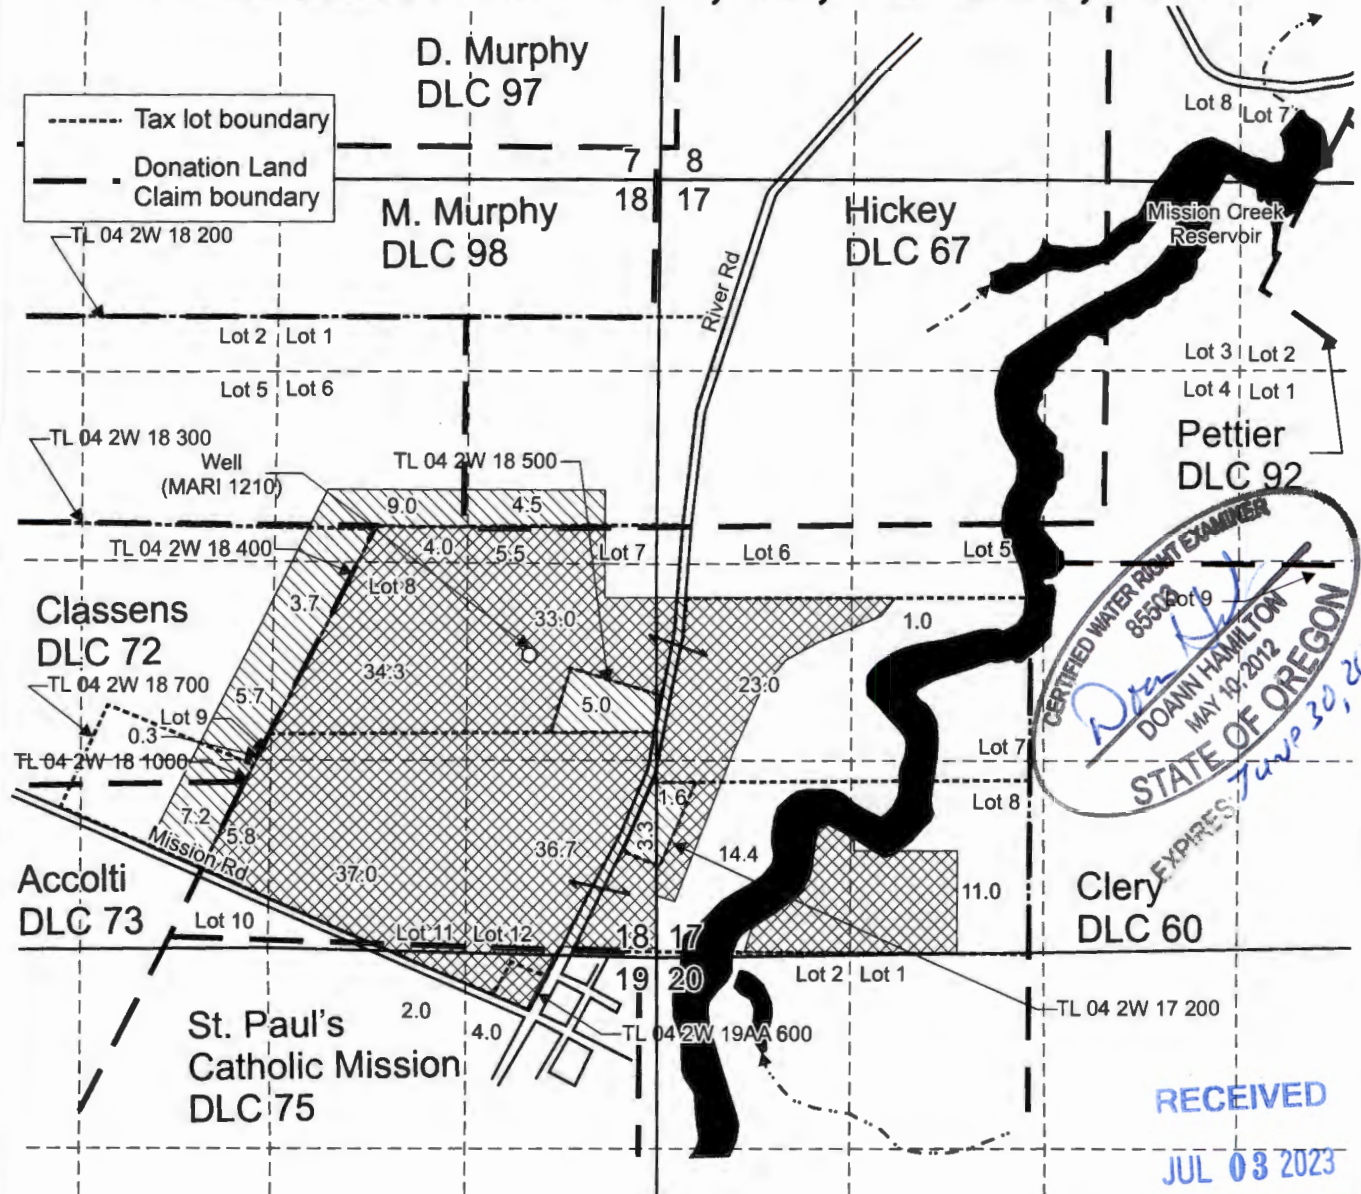 D. Murphy
DLC 97
Tax lot boundary
Donation Land
Claim boundary
7 8
18 17
Lot 8 Lot 7
M. Murphy
DLC 98
Hickey
DLC 67
Mission Creek
Reservoir
TL 04 2W 18 200
River Rd
Lot 2 Lot 1
Lot 5 Lot 6
Lot 3 Lot 2
Lot 4 Lot 1
Pettier
DLC 92
TL 04 2W 18 300
Well
(MARI 1210)
TL 04 2W 18 500
9.0
4.5
TL 04 2W 18 400
4.0
5.5
Lot 7
Lot 6
Lot 5
Lot 8
Lot 9
Classens
DLC 72
3.7
33.0
1.0
34.3
TL 04 2W 18 700
5.7
5.0
23.0
Lot 9
0.3
TL 04 2W 18 1000
Lot 7
Lot 8
1.6
3.3
7.2
5.8
Mission Rd
36.7
37.0
14.4
11.0
Accolti
DLC 73
Clery
DLC 60
Lot 10
Lot 11
Lot 12
18 17
19 20
Lot 2 Lot 1
2.0
4.0
TL 04 2W 17 200
TL 04 2W 19AA 600
St. Paul's
Catholic Mission
DLC 75
CERTIFIED WATER RIGHT EXAMINER
DOANN HAMILTON
MAY 10, 2012
STATE OF OREGON
EXPIRES: June 30,
RECEIVED
JUL 03 2023